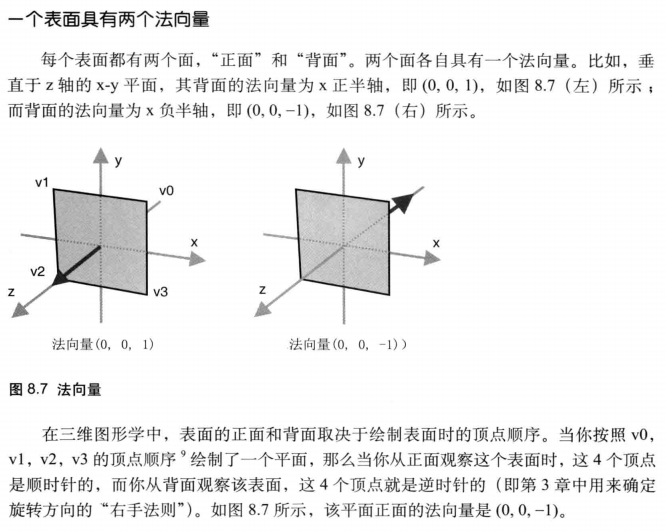 一个表面具有两个法向量
每个表面都有两个面，“正面”和“背面”。两个面各自具有一个法向量。比如，垂
直于 z 轴的 x-y 平面，其背面的法向量为 x 正半轴，即 (0, 0, 1)，如图 8.7（左）所示；
而背面的法向量为 x 负半轴，即 (0, 0, −1)，如图 8.7（右）所示。
y
v1
v0
x
v2
z
v3
法向量(0, 0, 1)
y
x
z
法向量(0, 0, -1))
图 8.7 法向量
在三维图形学中，表面的正面和背面取决于绘制表面时的顶点顺序。当你按照 v0，
v1，v2，v3 的顶点顺序 9 绘制了一个平面，那么当你从正面观察这个表面时，这 4 个顶点
是顺时针的，而你从背面观察该表面，这 4 个顶点就是逆时针的（即第 3 章中用来确定
旋转方向的“右手法则”）。如图 8.7 所示，该平面正面的法向量是 (0, 0, −1)。